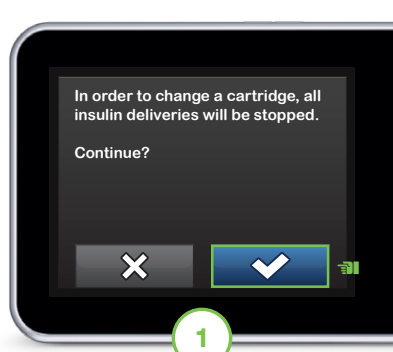 In order to change a cartridge, all
insulin deliveries will be stopped.
Continue?
1